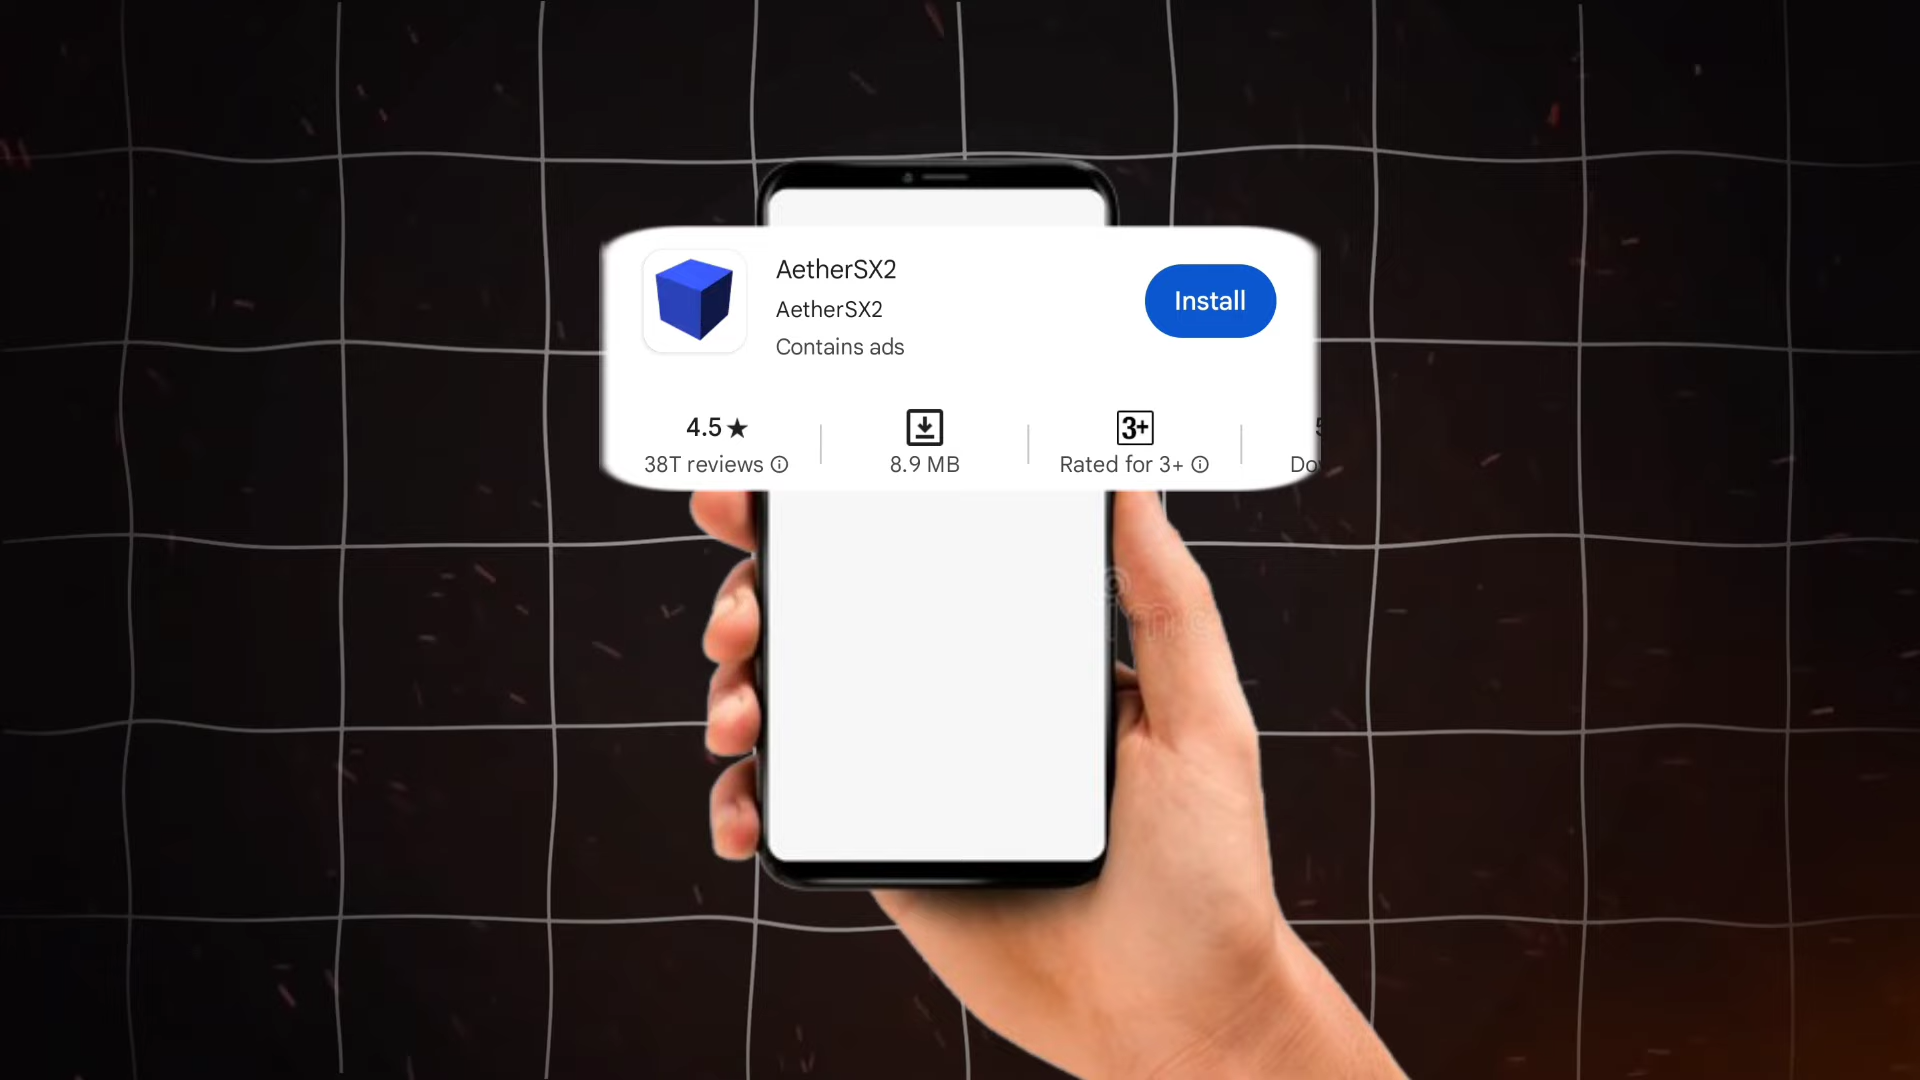 AetherSX2
AetherSX2
Contains ads
Install
4.5★
38T reviews
8.9 MB
3+
Rated for 3+